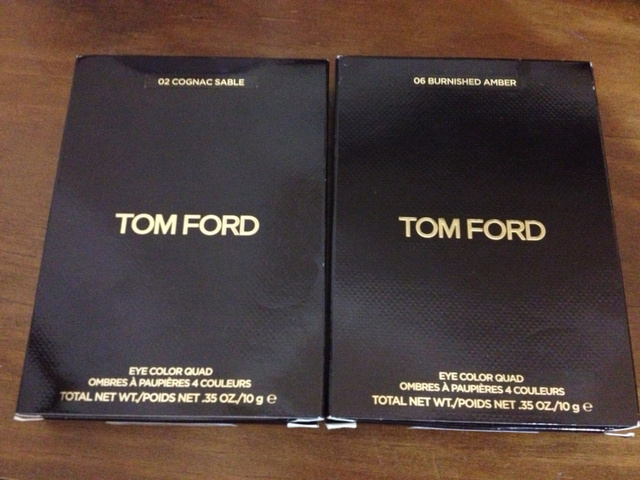 02 COGNAC SABLE
TOM FORD
EYE COLOR QUAD
OMBRES À PAUPIÈRES 4 COULEURS
TOTAL NET WT./POIDS NET .35 OZ./10 g ℮
06 BURNISHED AMBER
TOM FORD
EYE COLOR QUAD
OMBRES À PAUPIÈRES 4 COULEURS
TOTAL NET WT./POIDS NET .35 OZ./10 g ℮